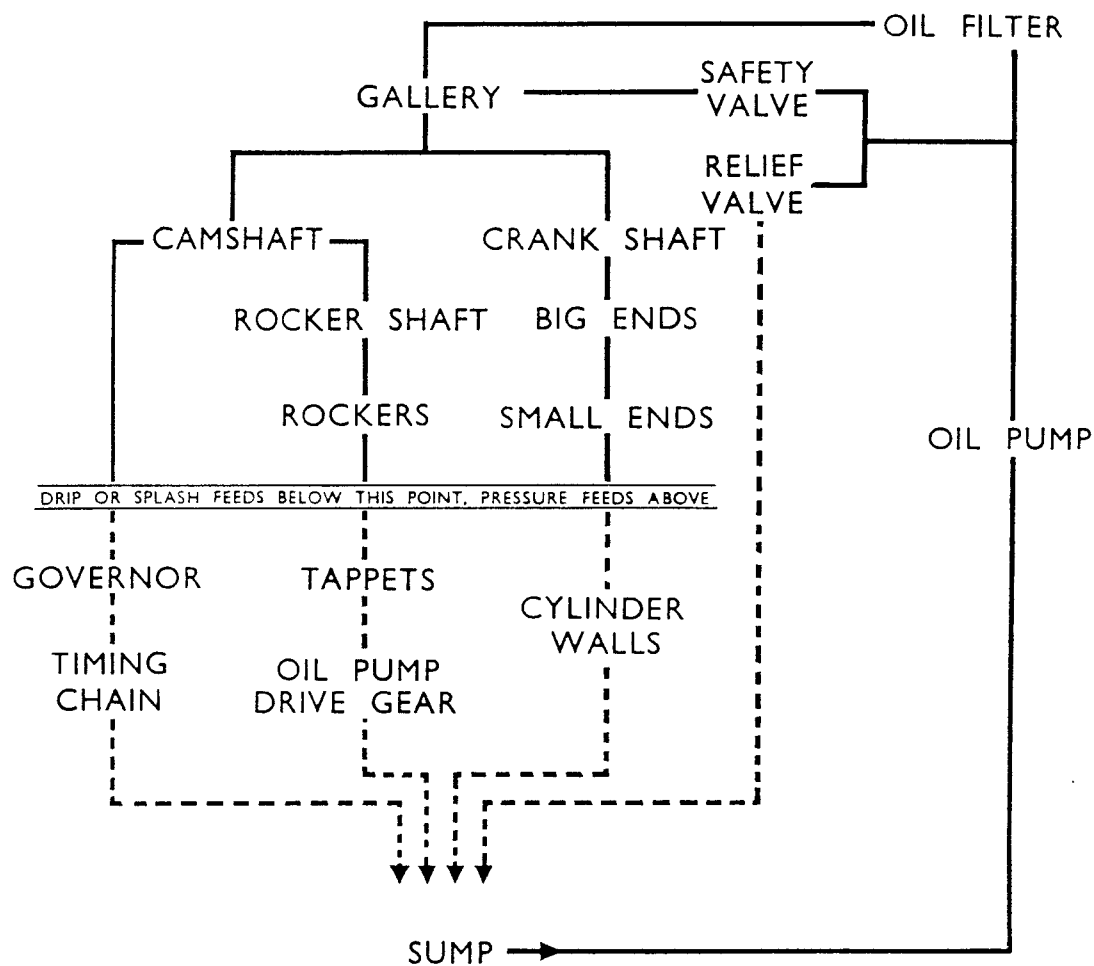 OIL FILTER
SAFETY
VALVE
GALLERY
RELIEF
VALVE
CAMSHAFT
CRANK SHAFT
ROCKER SHAFT
BIG ENDS
ROCKERS
SMALL ENDS
OIL PUMP
DRIP OR SPLASH FEEDS BELOW THIS POINT, PRESSURE FEEDS ABOVE
GOVERNOR
TAPPETS
CYLINDER
WALLS
TIMING
CHAIN
OIL PUMP
DRIVE GEAR
SUMP